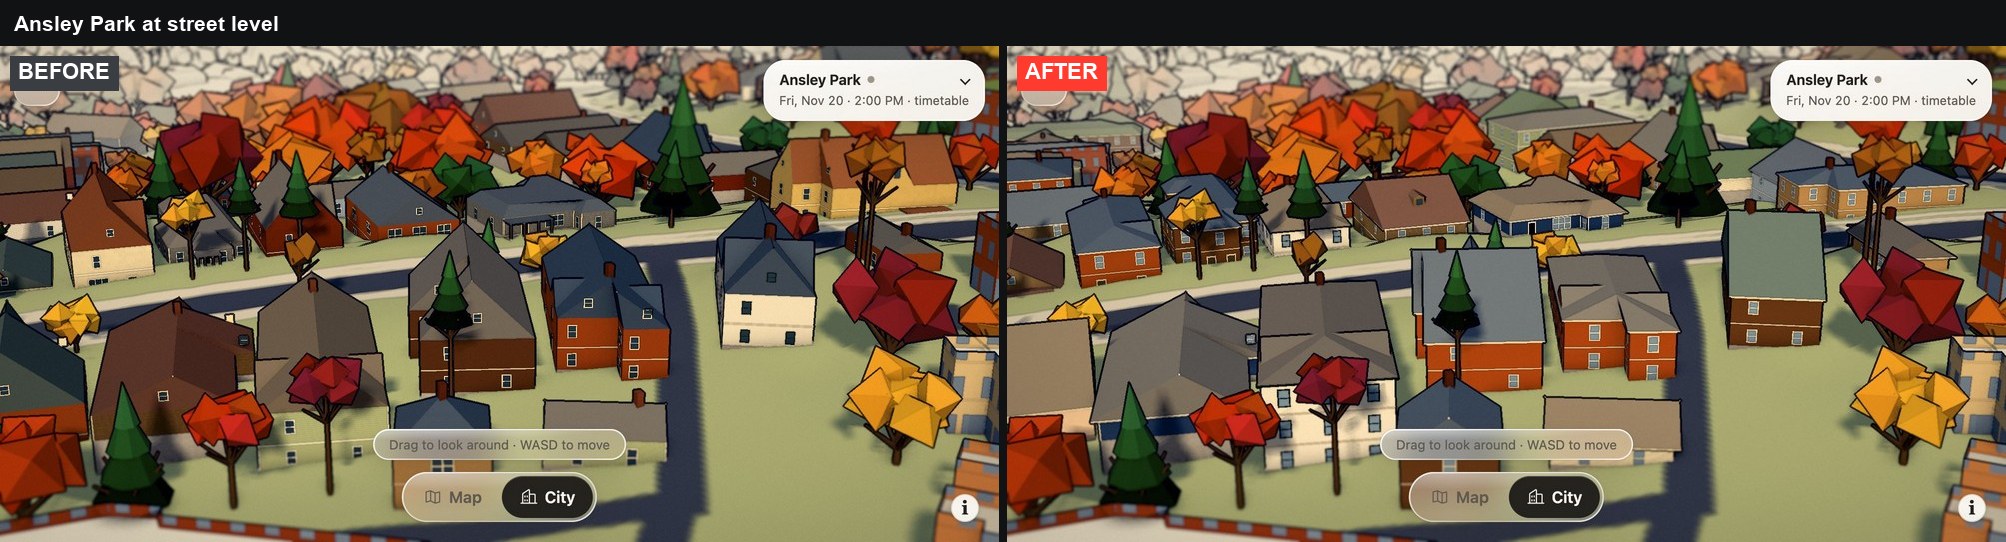 Ansley Park at street level
BEFORE
Ansley Park
Fri, Nov 20 · 2:00 PM · timetable
Drag to look around · WASD to move
Map
City
i
AFTER
Ansley Park
Fri, Nov 20 · 2:00 PM · timetable
Drag to look around · WASD to move
Map
City
i